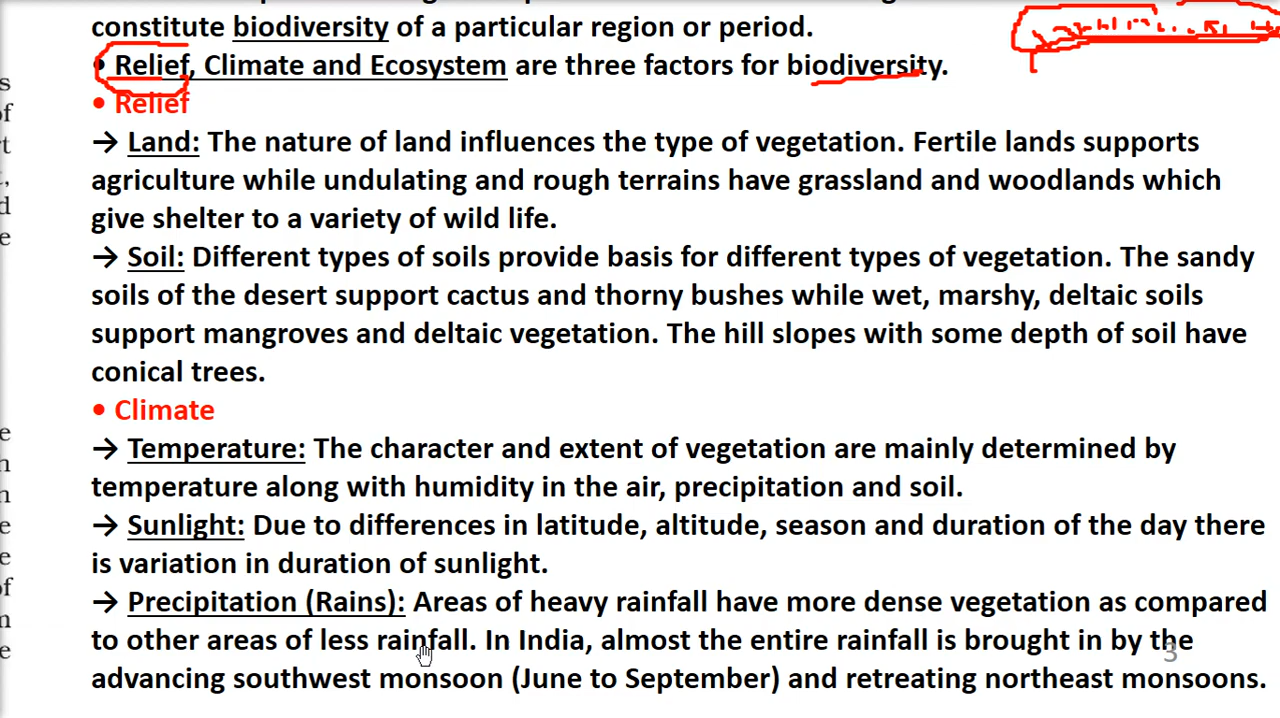 constitute biodiversity of a particular region or period.
• Relief, Climate and Ecosystem are three factors for biodiversity.
• Relief
→ Land: The nature of land influences the type of vegetation. Fertile lands supports
agriculture while undulating and rough terrains have grassland and woodlands which
give shelter to a variety of wild life.
→ Soil: Different types of soils provide basis for different types of vegetation. The sandy
soils of the desert support cactus and thorny bushes while wet, marshy, deltaic soils
support mangroves and deltaic vegetation. The hill slopes with some depth of soil have
conical trees.
• Climate
→ Temperature: The character and extent of vegetation are mainly determined by
temperature along with humidity in the air, precipitation and soil.
→ Sunlight: Due to differences in latitude, altitude, season and duration of the day there
is variation in duration of sunlight.
→ Precipitation (Rains): Areas of heavy rainfall have more dense vegetation as compared
to other areas of less rainfall. In India, almost the entire rainfall is brought in by the
3
advancing southwest monsoon (June to September) and retreating northeast monsoons.